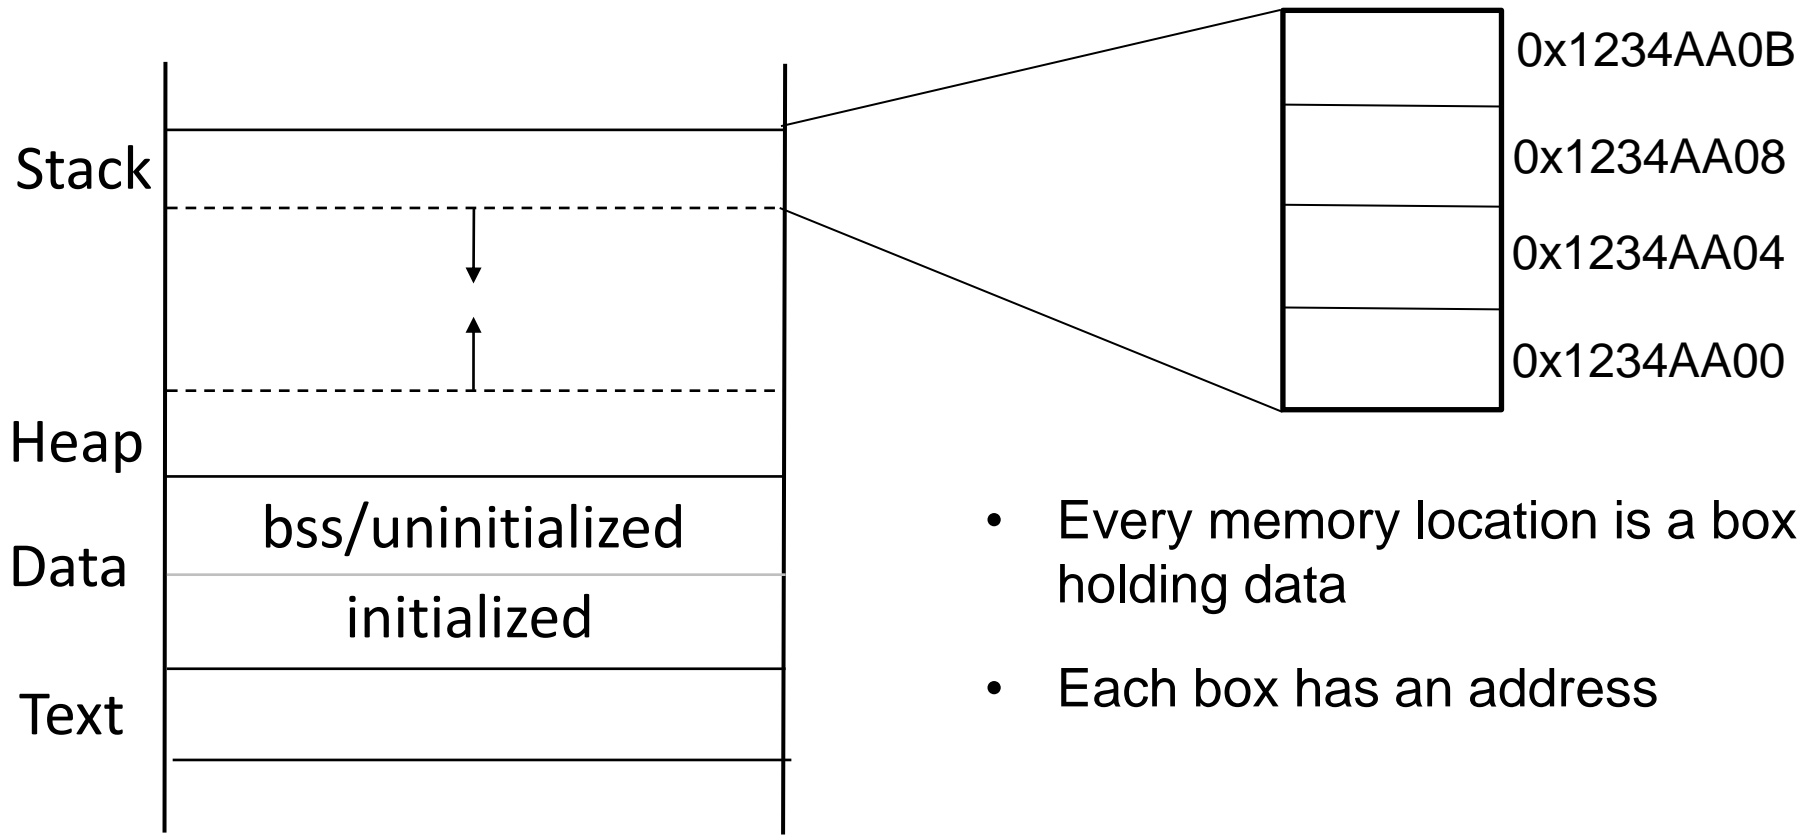 0x1234AA0B
Stack
0x1234AA08
0x1234AA04
0x1234AA00
Heap
bss/uninitialized
Data
initialized
Text
• Every memory location is a box
holding data
• Each box has an address